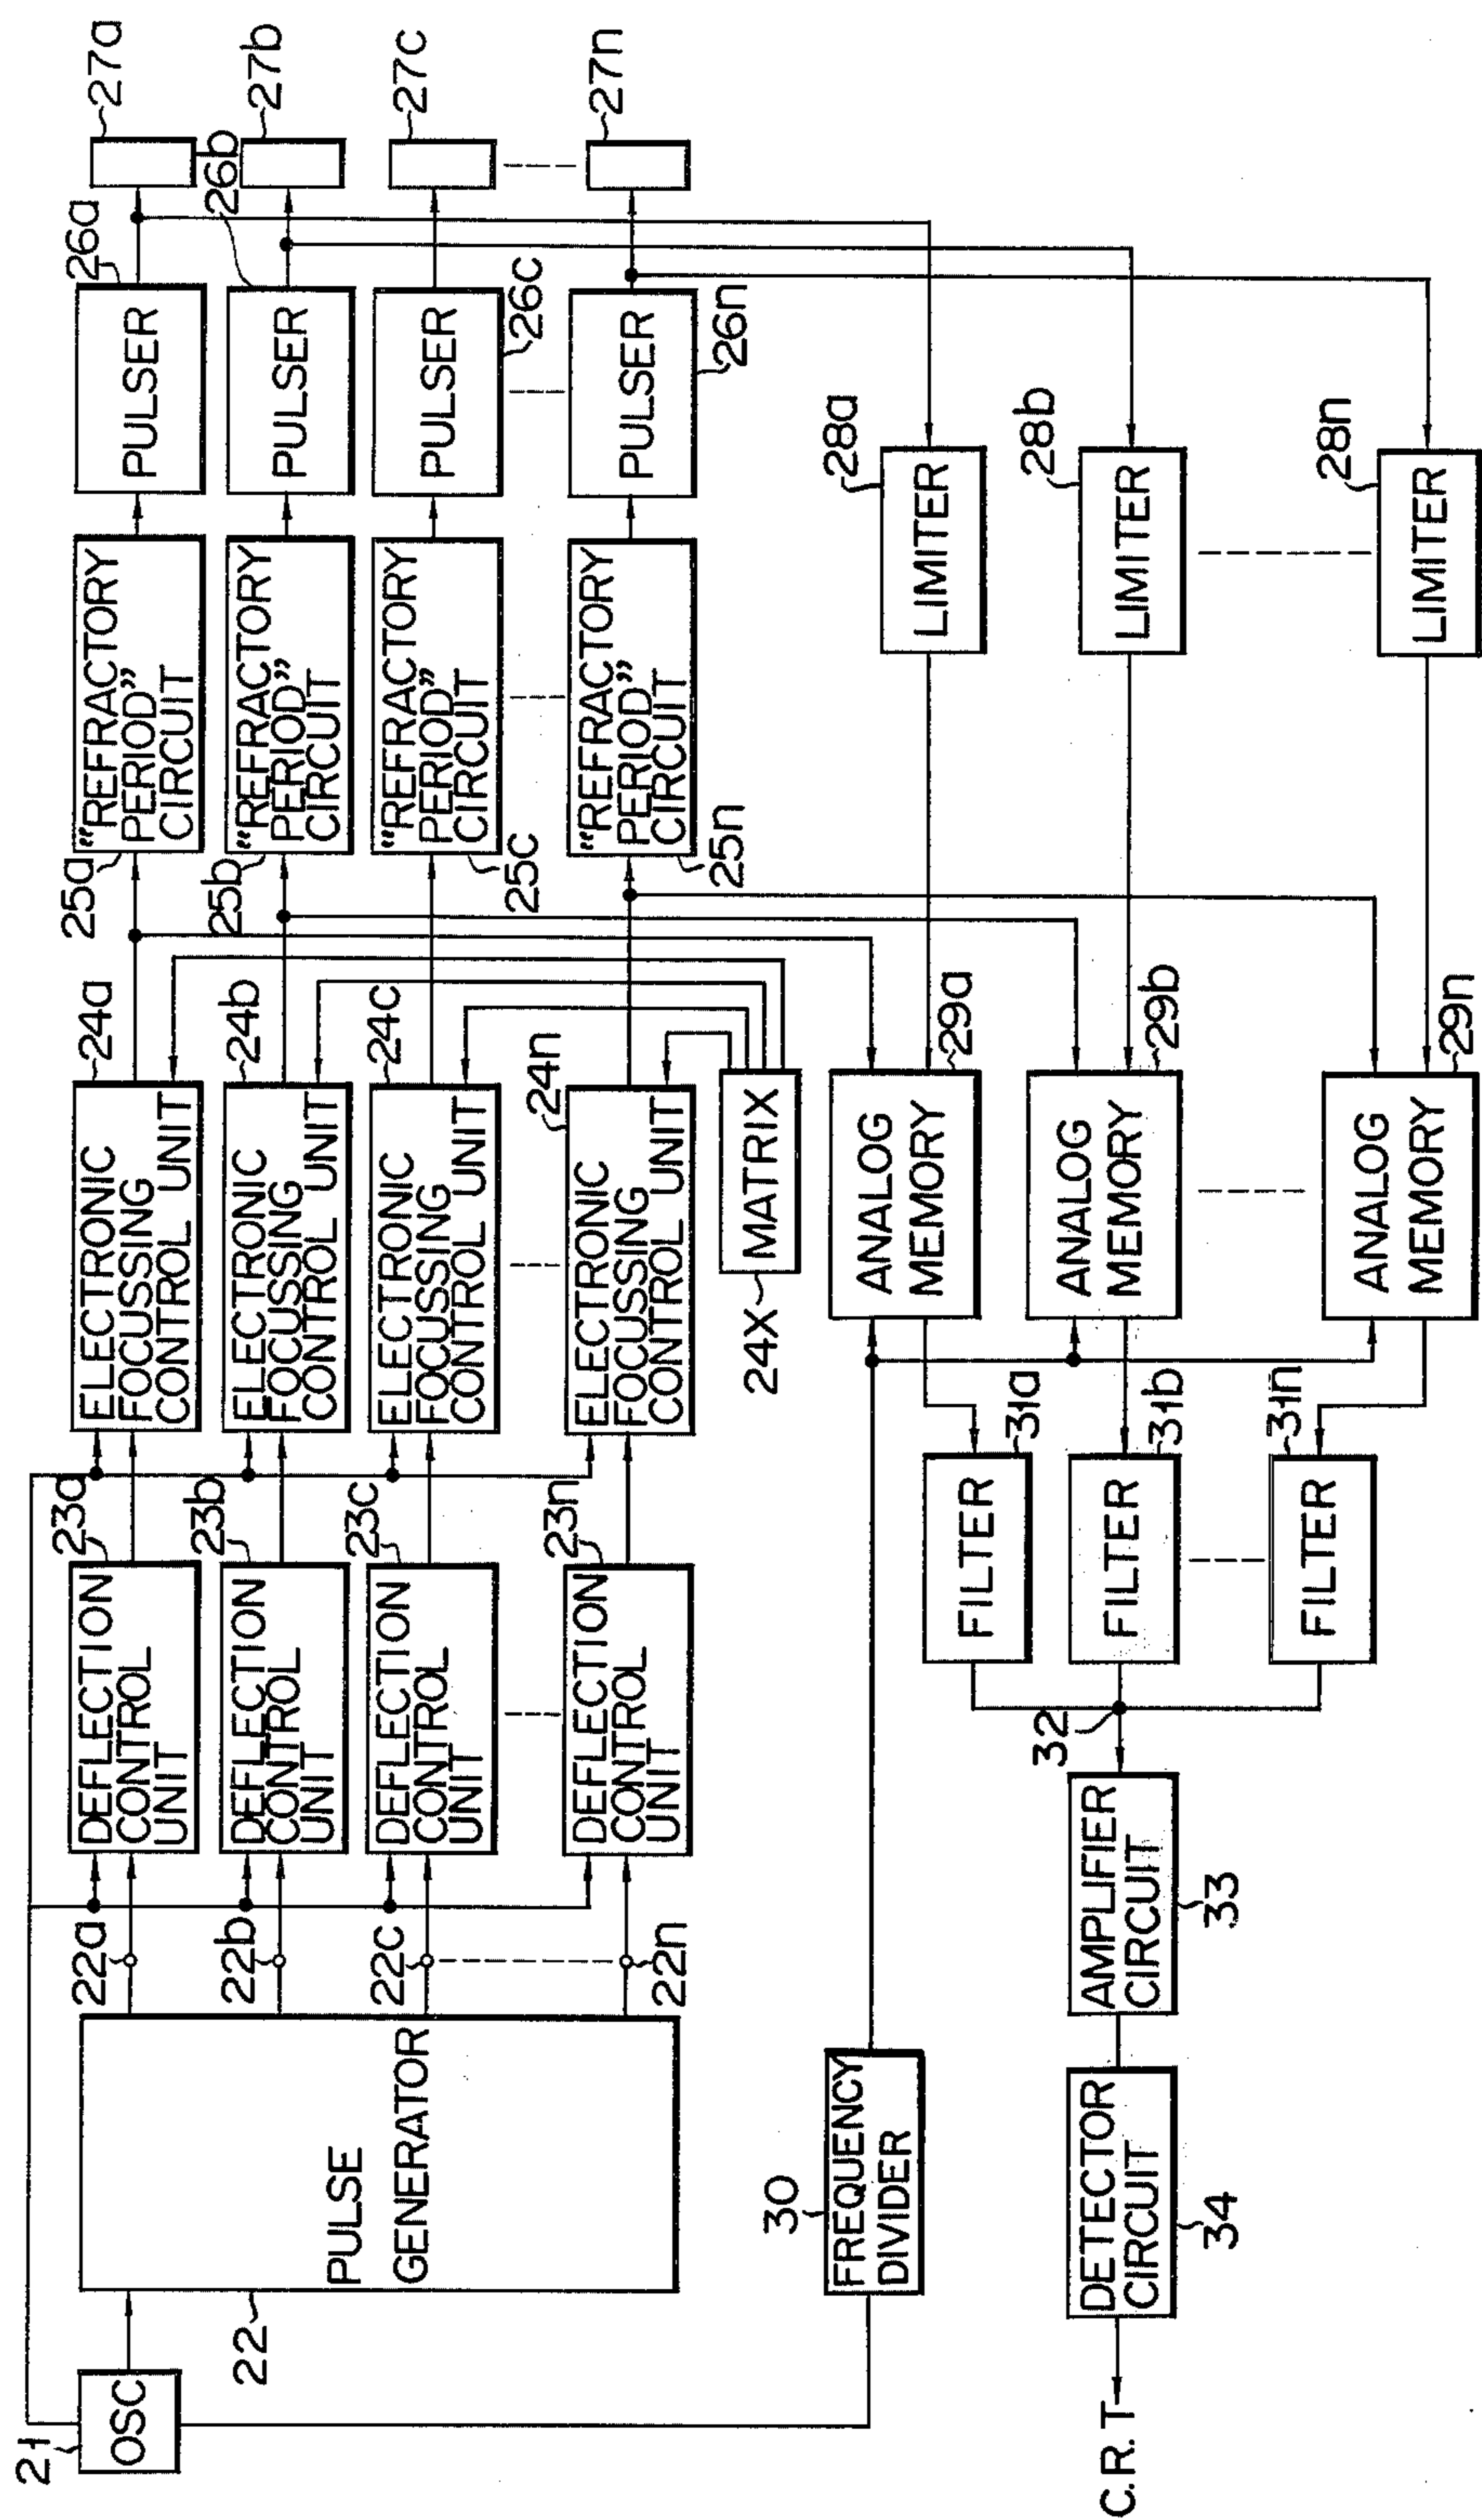 21
OSC
22
PULSE
GENERATOR
22a
22b
22c
22n
23a
DEFLECTION
CONTROL
UNIT
23b
DEFLECTION
CONTROL
UNIT
23c
DEFLECTION
CONTROL
UNIT
23n
DEFLECTION
CONTROL
UNIT
24a
ELECTRONIC
FOCUSSING
CONTROL UNIT
24b
ELECTRONIC
FOCUSSING
CONTROL UNIT
24c
ELECTRONIC
FOCUSSING
CONTROL UNIT
24n
ELECTRONIC
FOCUSSING
CONTROL UNIT
24X
MATRIX
25a
"REFRACTORY
PERIOD"
CIRCUIT
25b
"REFRACTORY
PERIOD"
CIRCUIT
25c
"REFRACTORY
PERIOD"
CIRCUIT
25n
"REFRACTORY
PERIOD"
CIRCUIT
26a
PULSER
26b
PULSER
26c
PULSER
26n
PULSER
27a
27b
27c
27n
28a
LIMITER
28b
LIMITER
28n
LIMITER
29a
ANALOG
MEMORY
29b
ANALOG
MEMORY
29n
ANALOG
MEMORY
30
FREQUENCY
DIVIDER
31a
FILTER
31b
FILTER
31n
FILTER
32
AMPLIFIER
CIRCUIT
33
DETECTOR
CIRCUIT
34
C.R.T